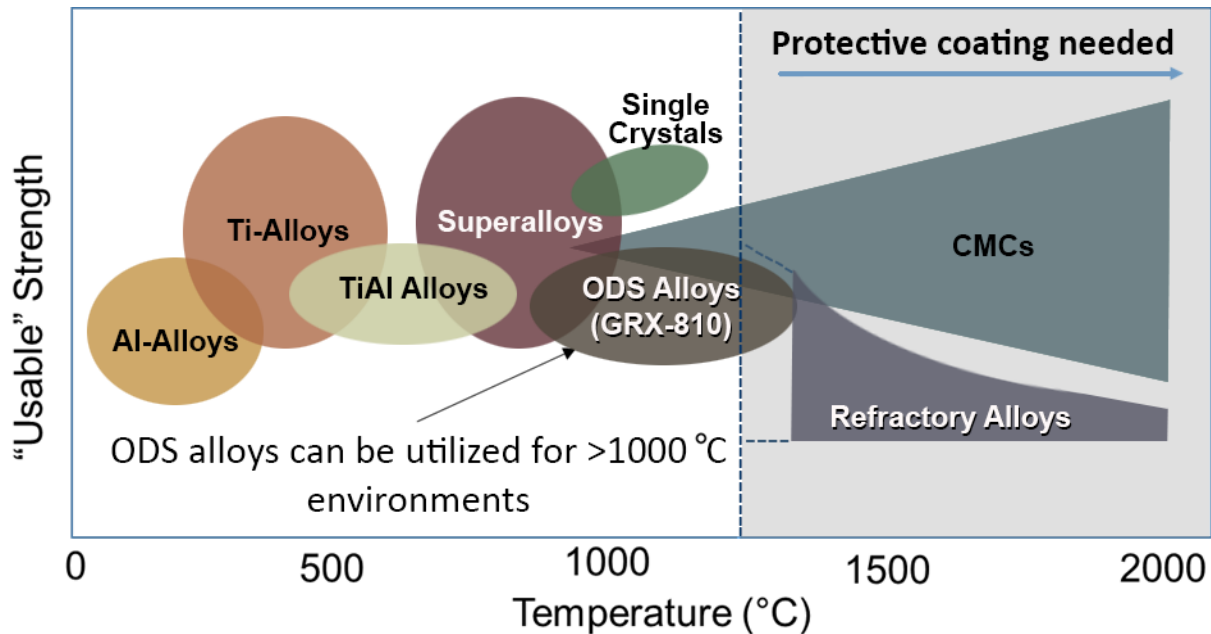 Protective coating needed
Single
Crystals
Ti-Alloys
Superalloys
CMCs
TiAl Alloys
ODS Alloys
(GRX-810)
Al-Alloys
Refractory Alloys
ODS alloys can be utilized for >1000 °C
environments
“Usable” Strength
0 500 1000 1500 2000
Temperature (°C)